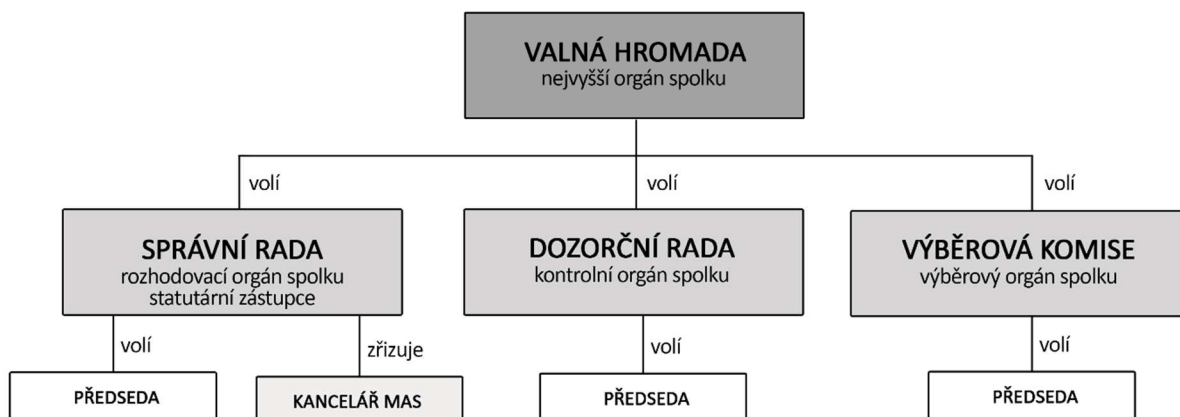 VALNÁ HROMADA
nejvyšší orgán spolku
volí
volí
volí
SPRÁVNÍ RADA
rozhodovací orgán spolku
statutární zástupce
DOZORČNÍ RADA
kontrolní orgán spolku
VÝBĚROVÁ KOMISE
výběrový orgán spolku
volí
zřizuje
volí
volí
PŘEDSEDA
KANCELÁŘ MAS
PŘEDSEDA
PŘEDSEDA